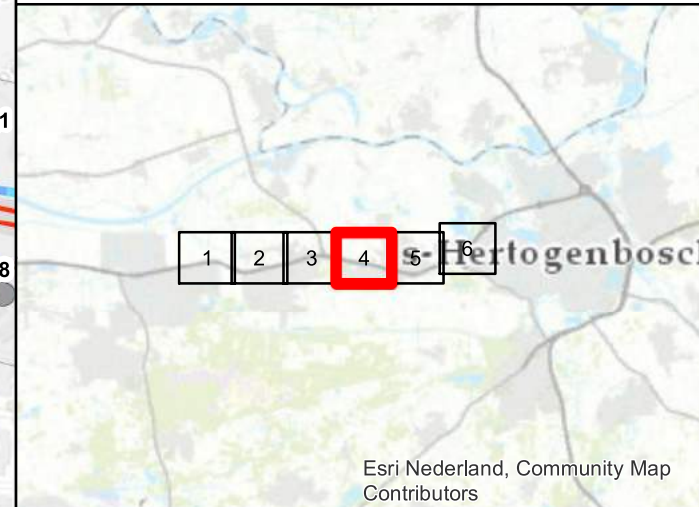 1
8
1 2 3 4 5 6
s-Hertogenbosch
Esri Nederland, Community Map
Contributors